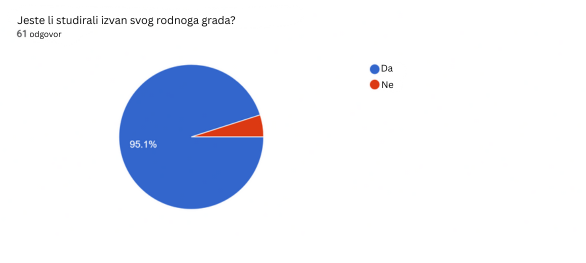 Jeste li studirali izvan svog rodnoga grada?
61 odgovor
Da
Ne
95.1%